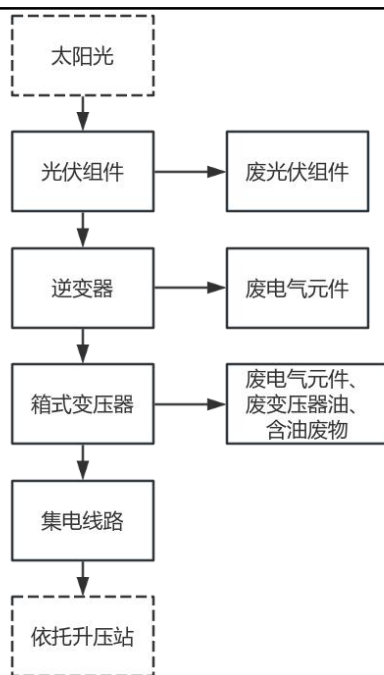 太阳光
光伏组件
废光伏组件
逆变器
废电气元件
箱式变压器
废电气元件、
废变压器油、
含油废物
集电线路
依托升压站